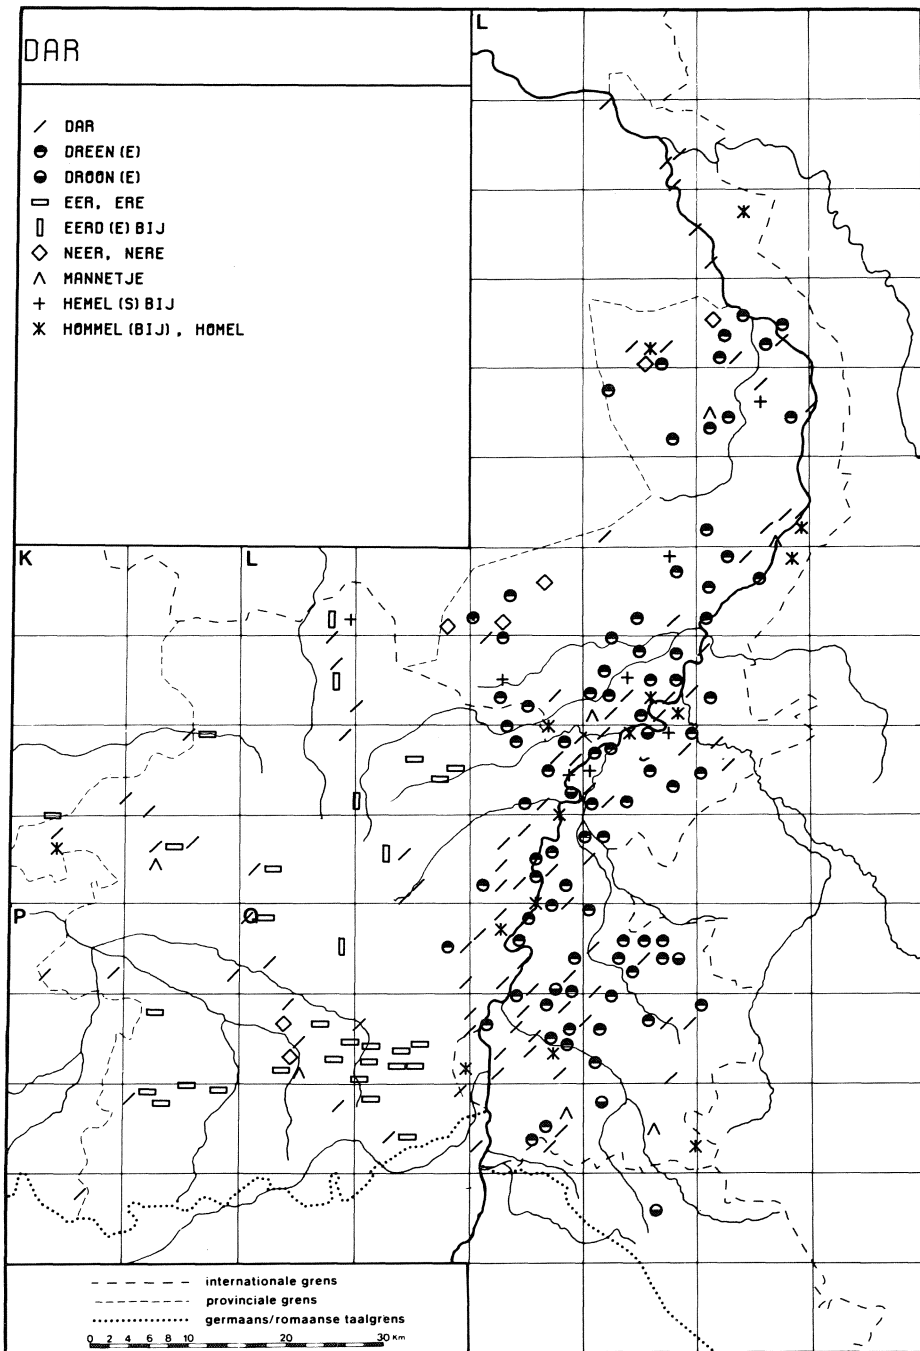 DAR
L
DAR
DREEN (E)
DROON (E)
EER, ERE
EERD (E) BIJ
NEER, NERE
MANNETJE
HEMEL (S) BIJ
HOMMEL (BIJ) , HOMEL
K
L
P
Q
internationale grens
provinciale grens
germaans/romaanse taalgrens
0 2 4 6 8 10 20 30 Km